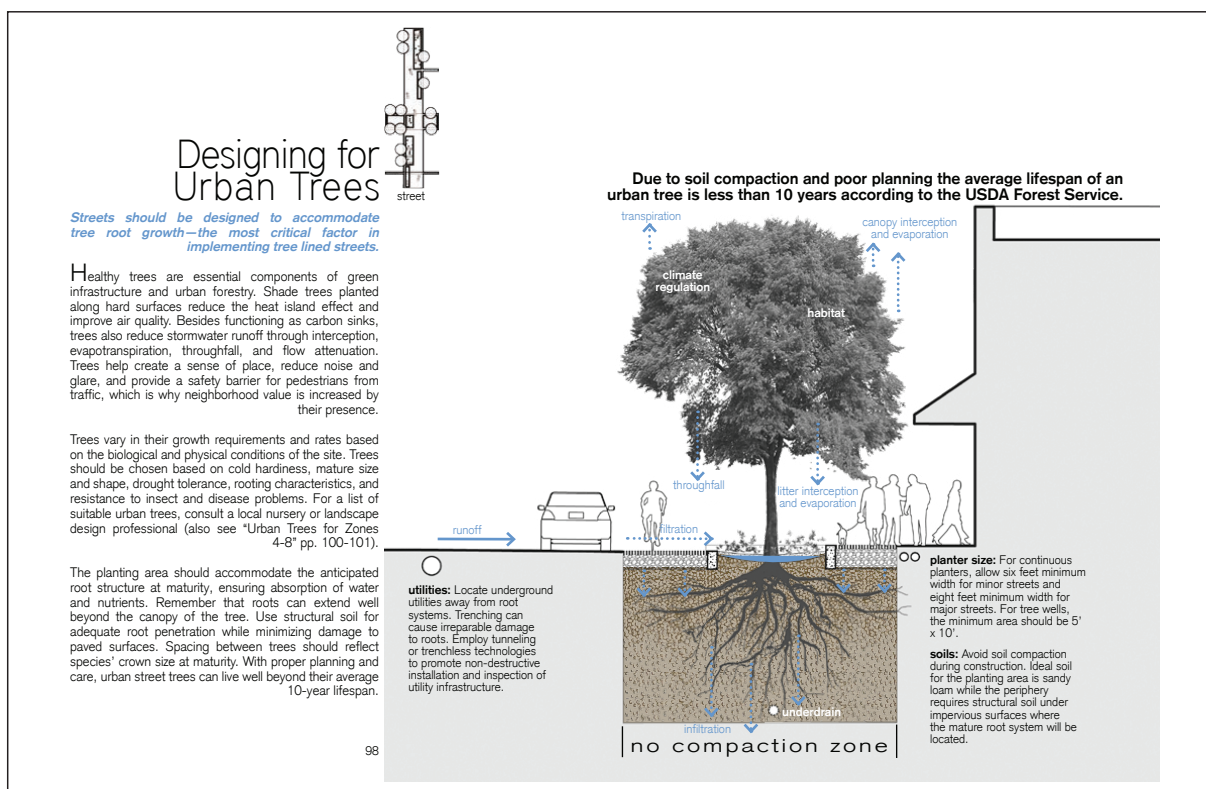 Designing for
Urban Trees
street
Streets should be designed to accommodate
tree root growth—the most critical factor in
implementing tree lined streets.
Healthy trees are essential components of green
infrastructure and urban forestry. Shade trees planted
along hard surfaces reduce the heat island effect and
improve air quality. Besides functioning as carbon sinks,
trees also reduce stormwater runoff through interception,
evapotranspiration, throughfall, and flow attenuation.
Trees help create a sense of place, reduce noise and
glare, and provide a safety barrier for pedestrians from
traffic, which is why neighborhood value is increased by
their presence.
Trees vary in their growth requirements and rates based
on the biological and physical conditions of the site. Trees
should be chosen based on cold hardiness, mature size
and shape, drought tolerance, rooting characteristics, and
resistance to insect and disease problems. For a list of
suitable urban trees, consult a local nursery or landscape
design professional (also see “Urban Trees for Zones
4-8” pp. 100-101).
The planting area should accommodate the anticipated
root structure at maturity, ensuring absorption of water
and nutrients. Remember that roots can extend well
beyond the canopy of the tree. Use structural soil for
adequate root penetration while minimizing damage to
paved surfaces. Spacing between trees should reflect
species’ crown size at maturity. With proper planning and
care, urban street trees can live well beyond their average
10-year lifespan.
98
Due to soil compaction and poor planning the average lifespan of an
urban tree is less than 10 years according to the USDA Forest Service.
transpiration
canopy interception
and evaporation
climate
regulation
habitat
throughfall
litter interception
and evaporation
runoff
filtration
utilities: Locate underground
utilities away from root
systems. Trenching can
cause irreparable damage
to roots. Employ tunneling
or trenchless technologies
to promote non-destructive
installation and inspection of
utility infrastructure.
planter size: For continuous
planters, allow six feet minimum
width for minor streets and
eight feet minimum width for
major streets. For tree wells,
the minimum area should be 5’
x 10’.
soils: Avoid soil compaction
during construction. Ideal soil
for the planting area is sandy
loam while the periphery
requires structural soil under
impervious surfaces where
the mature root system will be
located.
underdrain
infiltration
no compaction zone